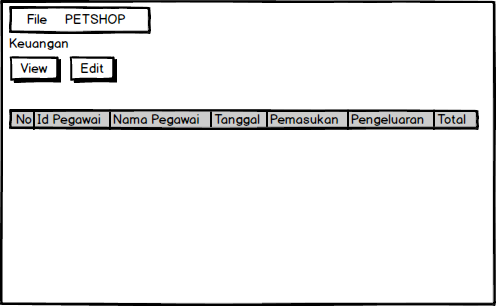 File PETSHOP
Keuangan
View Edit
No Id Pegawai Nama Pegawai Tanggal Pemasukan Pengeluaran Total